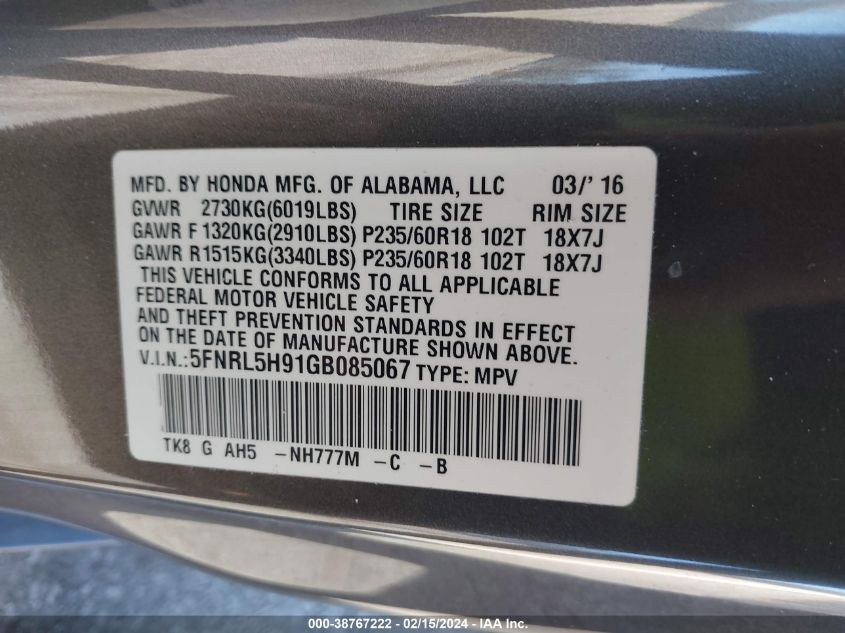 MFD. BY HONDA MFG. OF ALABAMA, LLC 03/' 16
GVWR 2730KG(6019LBS) TIRE SIZE RIM SIZE
GAWR F 1320KG(2910LBS) P235/60R18 102T 18X7J
GAWR R1515KG(3340LBS) P235/60R18 102T 18X7J
THIS VEHICLE CONFORMS TO ALL APPLICABLE
FEDERAL MOTOR VEHICLE SAFETY
AND THEFT PREVENTION STANDARDS IN EFFECT
ON THE DATE OF MANUFACTURE SHOWN ABOVE.
V.I.N.:5FNRL5H91GB085067 TYPE: MPV
TK8 G AH5 -NH777M -C -B
000-38767222 - 02/15/2024 - IAAI, Inc.